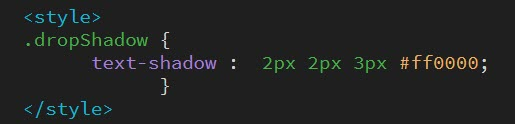 <style>
.dropShadow {
text-shadow :  2px 2px 3px #ff0000;
}
</style>